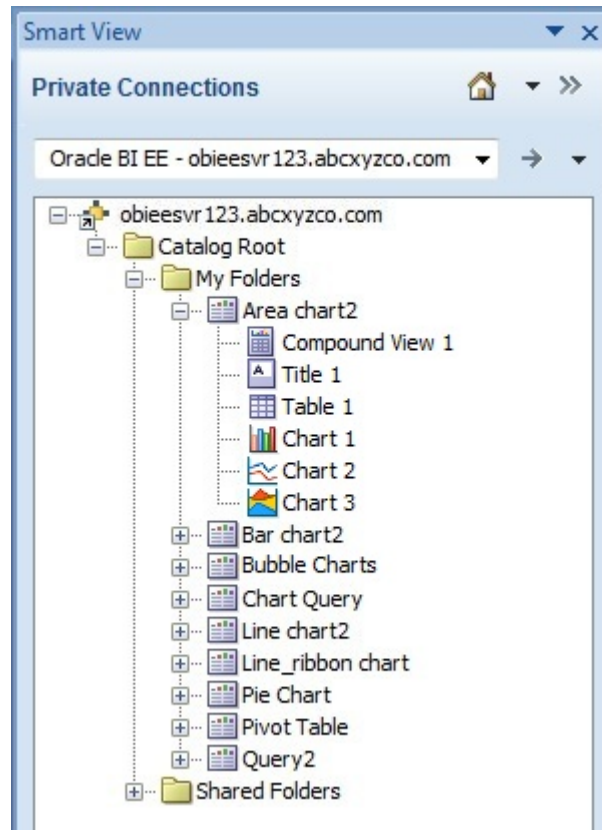 Smart View
Private Connections
Oracle BI EE - obieesvr123.abcxyzco.com
obieesvr123.abcxyzco.com
Catalog Root
My Folders
Area chart2
Compound View 1
Title 1
Table 1
Chart 1
Chart 2
Chart 3
Bar chart2
Bubble Charts
Chart Query
Line chart2
Line_ribbon chart
Pie Chart
Pivot Table
Query2
Shared Folders